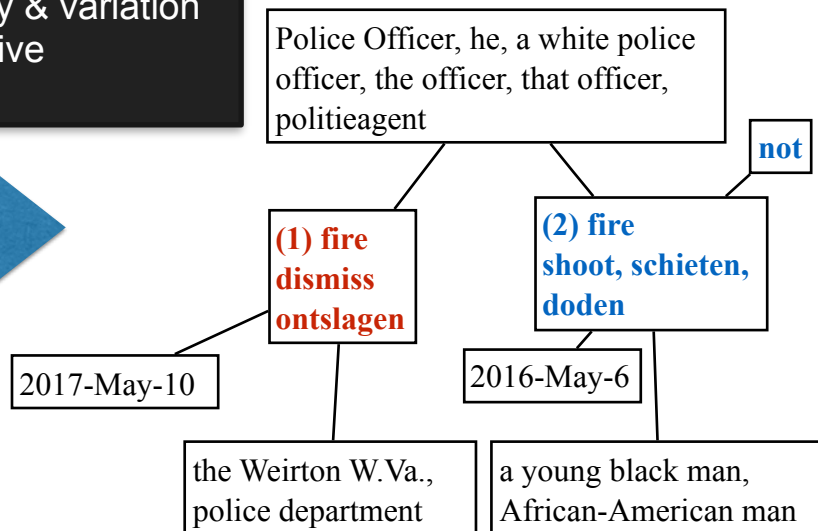 & variation
Police Officer, he, a white police
officer, the officer, that officer,
politieagent
not
(1) fire
dismiss
ontslagen
(2) fire
shoot, schieten,
doden
2017-May-10
2016-May-6
the Weirton W.Va.,
police department
a young black man,
African-American man